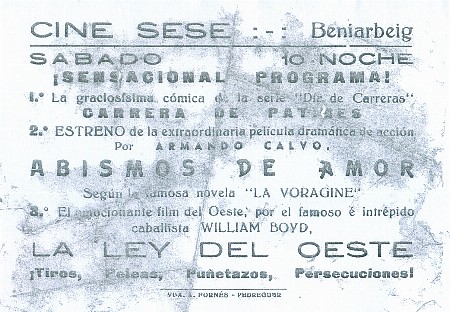 CINE SESE :-: Beniarbeig
SABADO 10 NOCHE
¡SENSACIONAL PROGRAMA!
1.º La graciosísima cómica de la serie "Día de Carreras"
CARRERA DE PATINES
2.º ESTRENO de la extraordinaria película dramática de acción
Por ARMANDO CALVO.
ABISMOS DE AMOR
Según la famosa novela "LA VORAGINE"
3.º El emocionante film del Oeste, por el famoso é intrépido
caballista WILLIAM BOYD,
LA LEY DEL OESTE
¡Tiros, Peleas, Puñetazos, Persecuciones!
VDA. A. FORNÉS - PEDREGUER